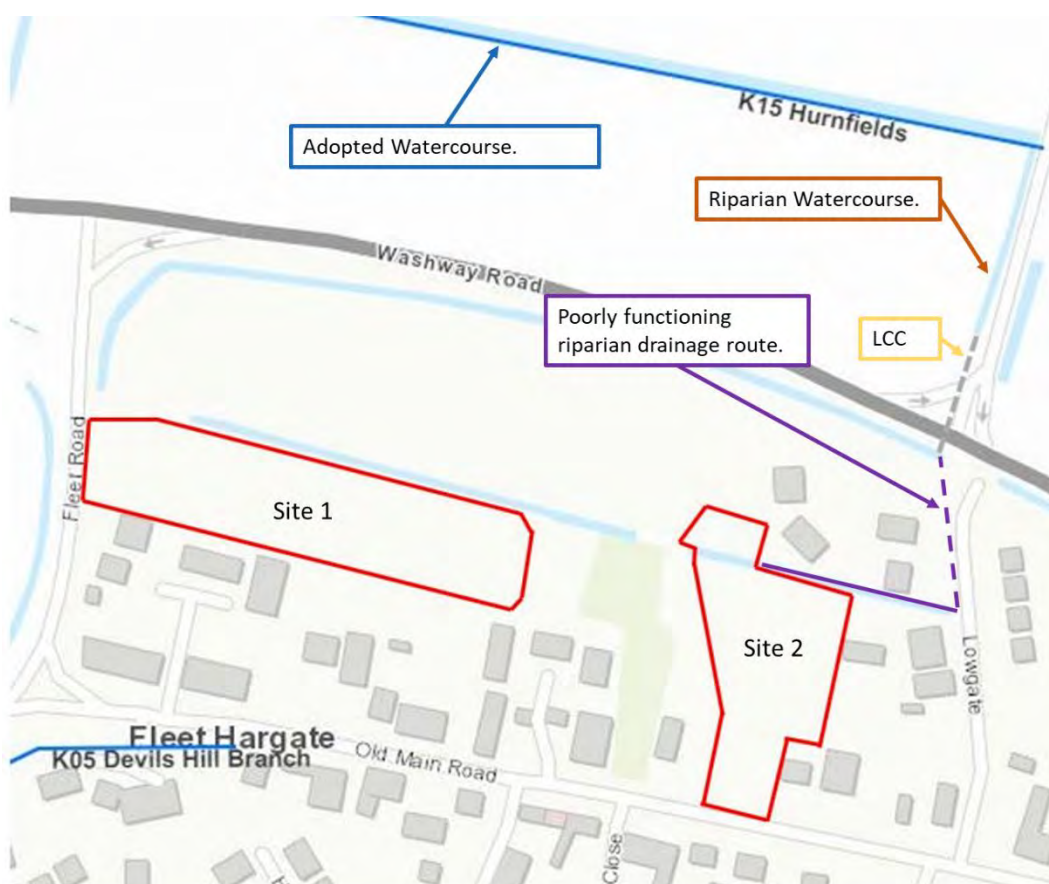 K15 Hurnfields
Adopted Watercourse.
Riparian Watercourse.
Washway Road
Poorly functioning
riparian drainage route.
LCC
Fleet Road
Site 1
Site 2
Lowgate
Fleet Hargate
K05 Devils Hill Branch
Old Main Road
Close